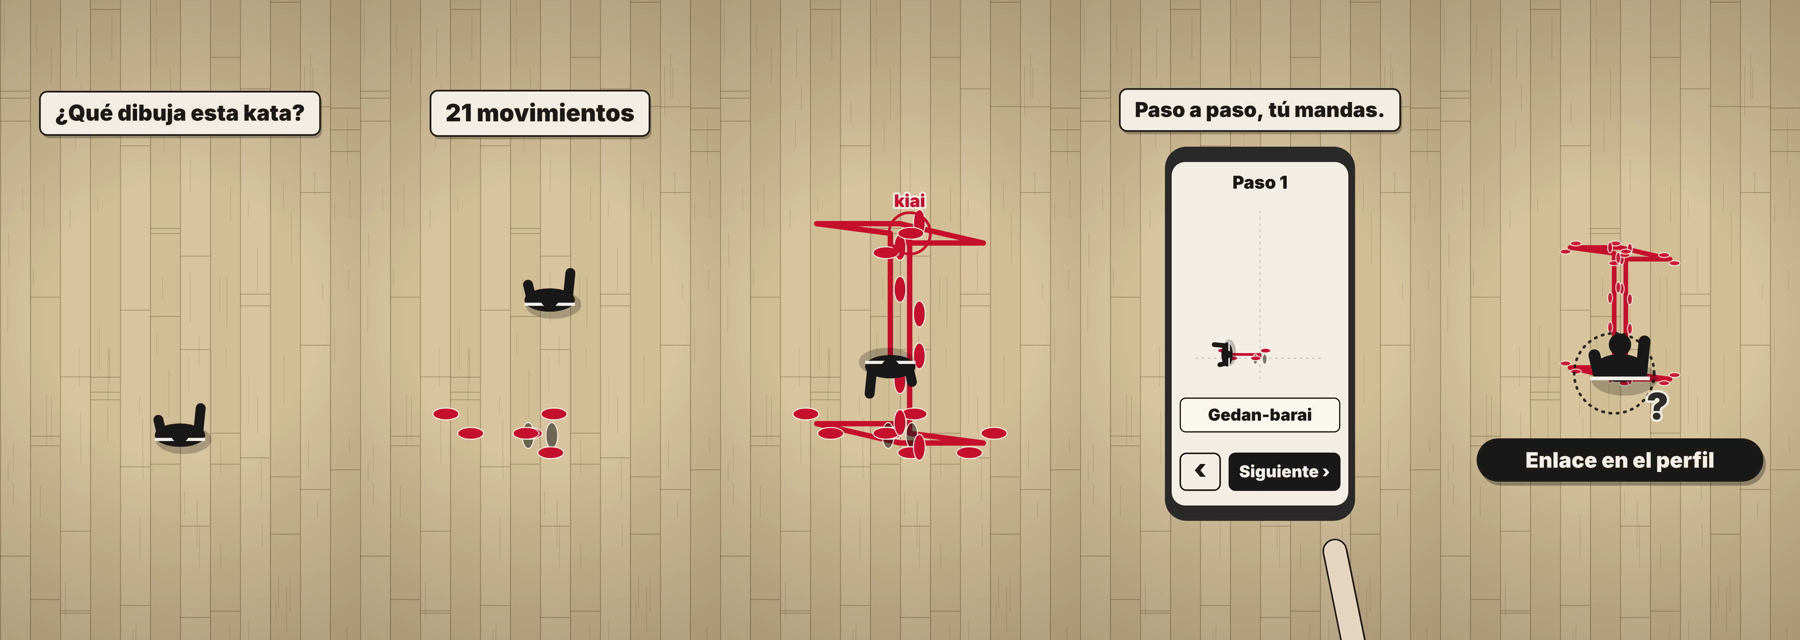 ¿Qué dibuja esta kata?
21 movimientos
kiai
Paso a paso, tú mandas.
Paso 1
Gedan-barai
‹
Siguiente ›
?
Enlace en el perfil